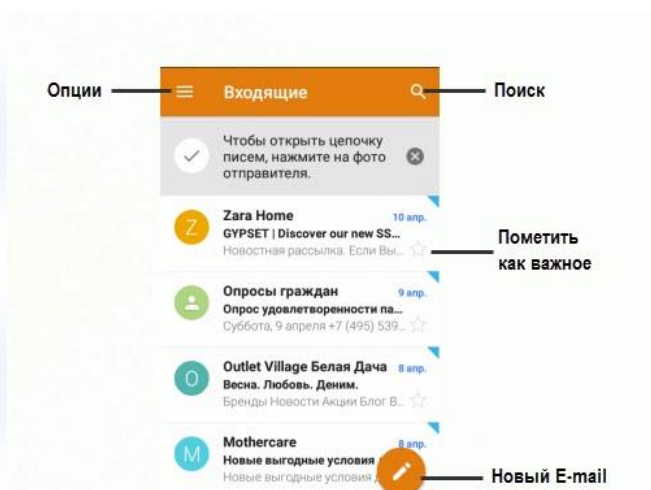 Опции
Входящие
Поиск
Чтобы открыть цепочку
писем, нажмите на фото
отправителя.
Z
Zara Home 10 апр.
GYPSET | Discover our new SS...
Новостная рассылка. Если Вы...
Пометить
как важное
Опросы граждан 9 апр.
Опрос удовлетворенности па...
Суббота, 9 апреля +7 (495) 539...
O
Outlet Village Белая Дача 8 апр.
Весна. Любовь. Деним.
Бренды Новости Акции Блог В...
M
Mothercare 8 апр.
Новые выгодные условия
Новые выгодные условия
Новый E-mail